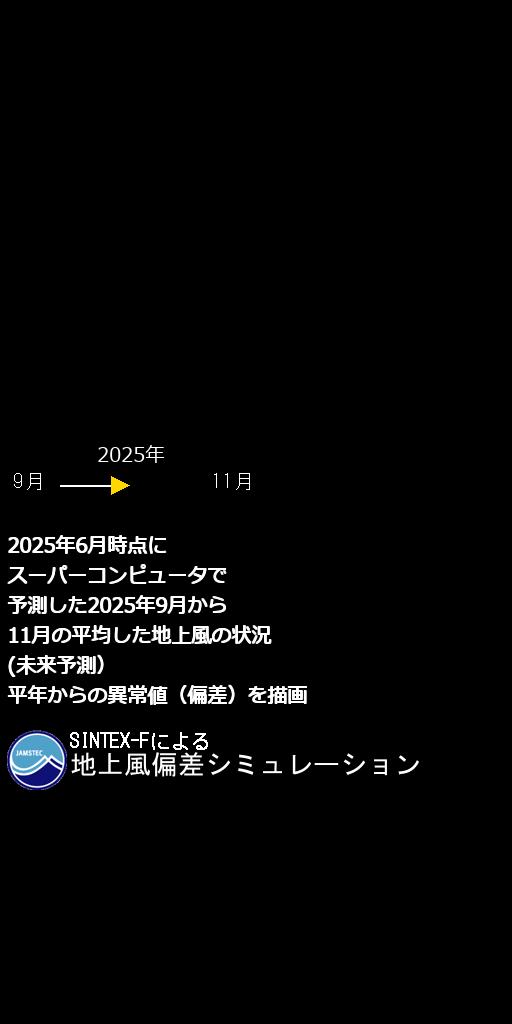 2025年
9月 11月
2025年6月時点に
スーパーコンピュータで
予測した2025年9月から
11月の平均した地上風の状況
(未来予測）
平年からの異常値（偏差）を描画
SINTEX-Fによる
JAMSTEC
地上風偏差シミュレーション